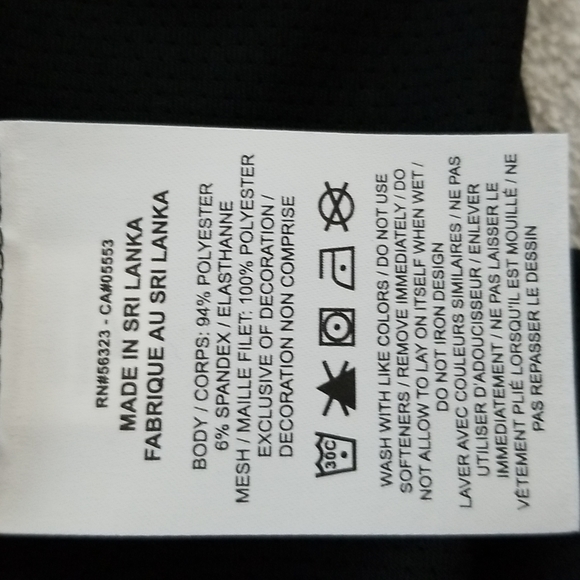 RN#56323 - CA#05553
MADE IN SRI LANKA
FABRIQUE AU SRI LANKA
BODY / CORPS: 94% POLYESTER
6% SPANDEX / ELASTHANNE
MESH / MAILLE FILET: 100% POLYESTER
EXCLUSIVE OF DECORATION /
DECORATION NON COMPRISE
30C
WASH WITH LIKE COLORS / DO NOT USE
SOFTENERS / REMOVE IMMEDIATELY / DO
NOT ALLOW TO LAY ON ITSELF WHEN WET /
DO NOT IRON DESIGN
LAVER AVEC COULEURS SIMILAIRES / NE PAS
UTILISER D'ADOUCISSEUR / ENLEVER
IMMEDIATEMENT / NE PAS LAISSER LE
VÊTEMENT PLIÉ LORSQU'IL EST MOUILLÉ / NE
PAS REPASSER LE DESSIN